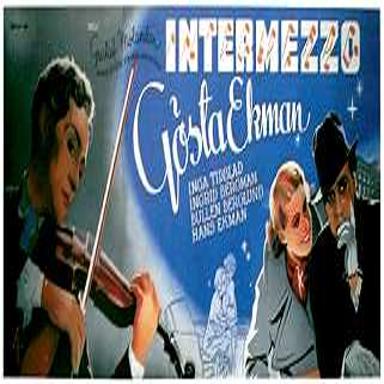 INTERMEZZO
Gösta Ekman
INGA TIDBLAD
INGRID BERGMAN
BULLEN BERGLUND
HANS EKMAN